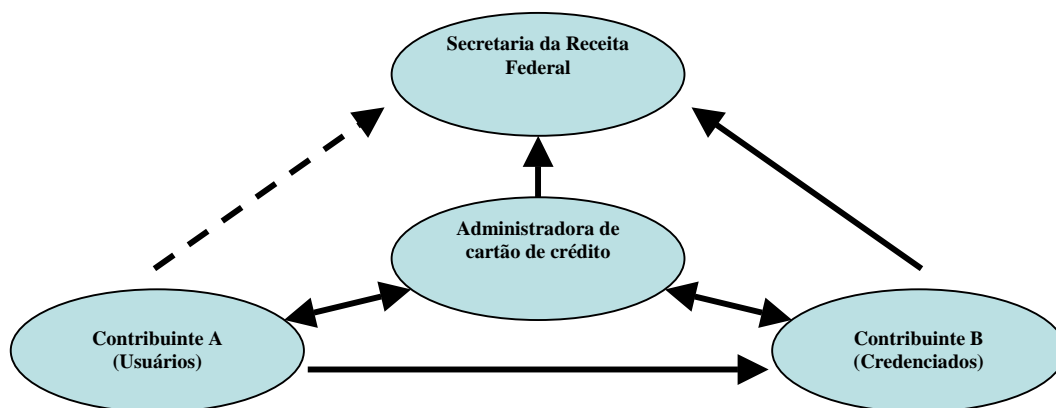 Secretaria da Receita
Federal
Administradora de
cartão de crédito
Contribuinte A
(Usuários)
Contribuinte B
(Credenciados)